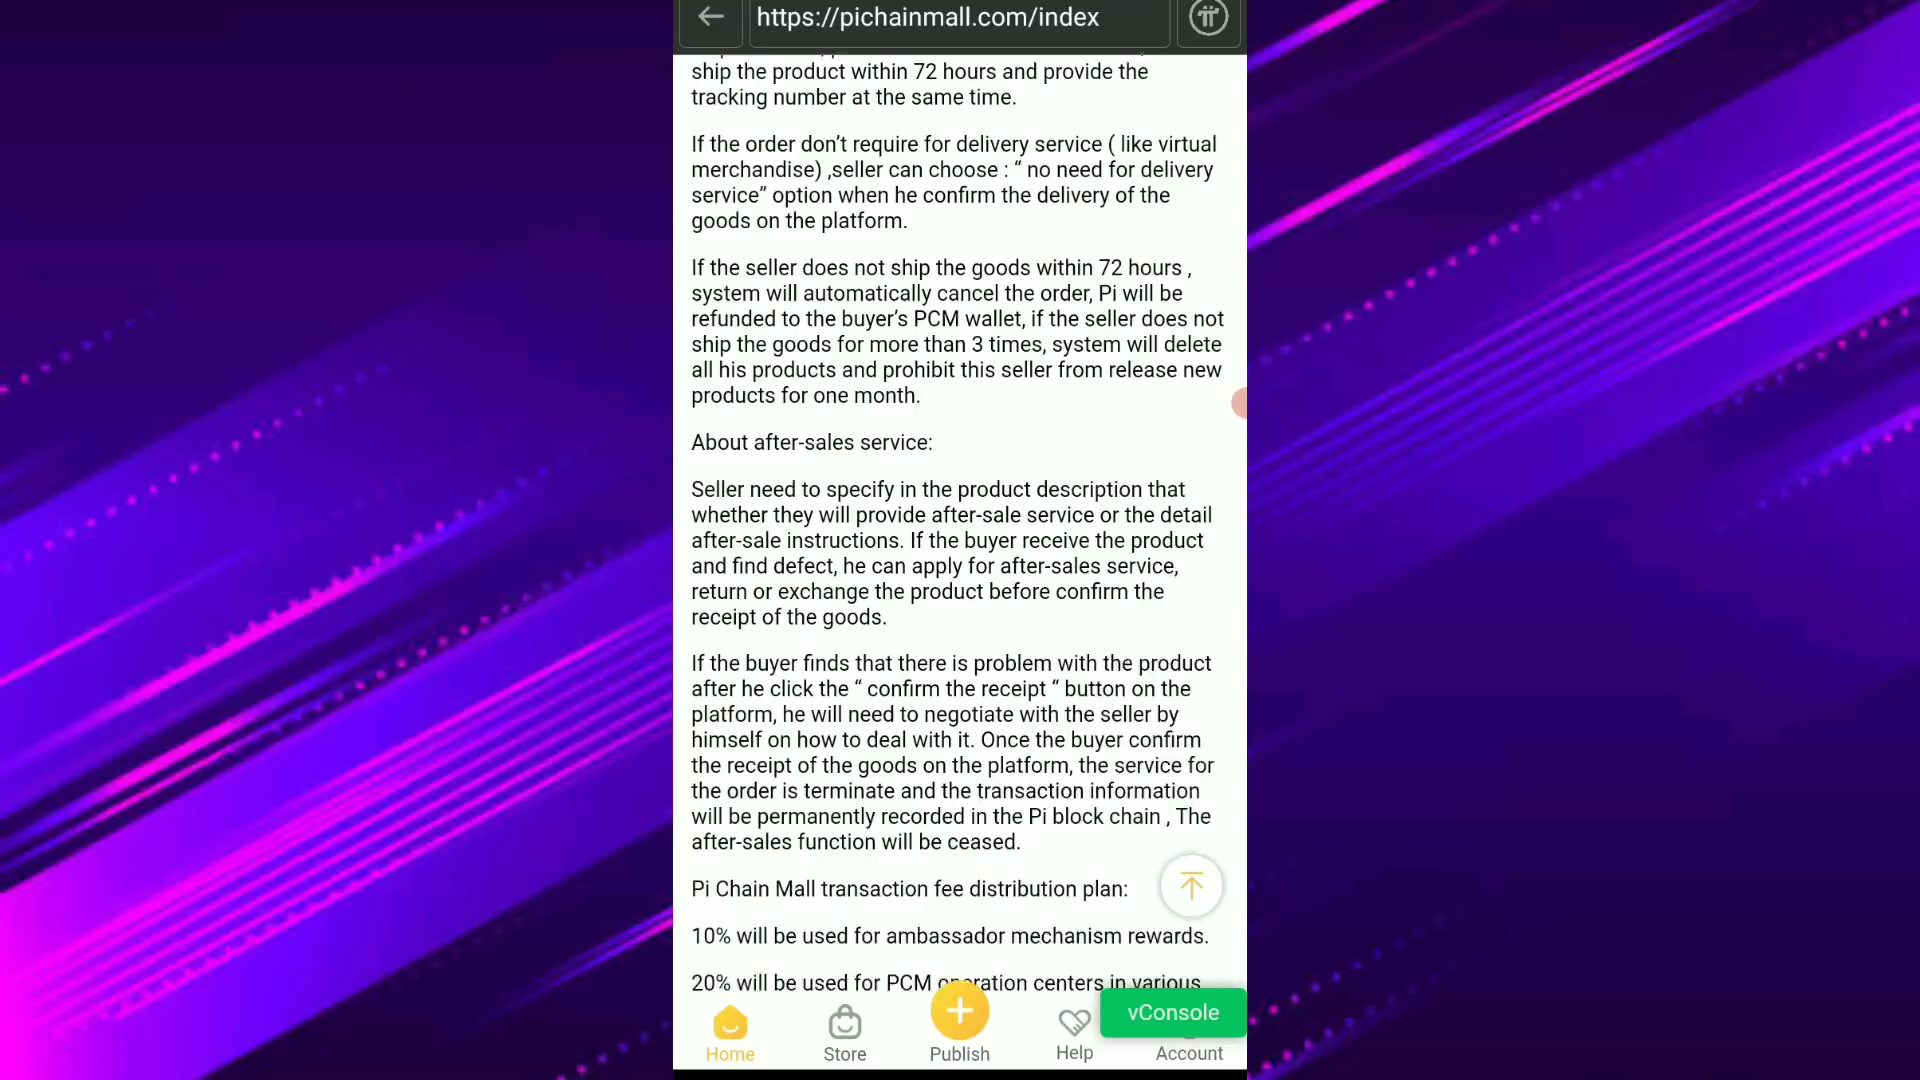 https://pichainmall.com/index
ship the product within 72 hours and provide the
tracking number at the same time.
If the order don’t require for delivery service ( like virtual
merchandise) ,seller can choose : “ no need for delivery
service” option when he confirm the delivery of the
goods on the platform.
If the seller does not ship the goods within 72 hours ,
system will automatically cancel the order, Pi will be
refunded to the buyer’s PCM wallet, if the seller does not
ship the goods for more than 3 times, system will delete
all his products and prohibit this seller from release new
products for one month.
About after-sales service:
Seller need to specify in the product description that
whether they will provide after-sale service or the detail
after-sale instructions. If the buyer receive the product
and find defect, he can apply for after-sales service,
return or exchange the product before confirm the
receipt of the goods.
If the buyer finds that there is problem with the product
after he click the “ confirm the receipt “ button on the
platform, he will need to negotiate with the seller by
himself on how to deal with it. Once the buyer confirm
the receipt of the goods on the platform, the service for
the order is terminate and the transaction information
will be permanently recorded in the Pi block chain , The
after-sales function will be ceased.
Pi Chain Mall transaction fee distribution plan:
10% will be used for ambassador mechanism rewards.
20% will be used for PCM operation centers in various
vConsole
Home
Store
Publish
Help
Account